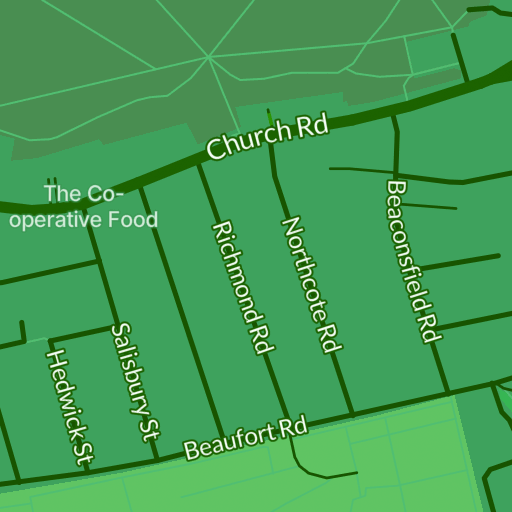 Church Rd
The Co-
operative Food
Richmond Rd
Northcote Rd
Beaconsfield Rd
Salisbury St
Hedwick St
Beaufort Rd